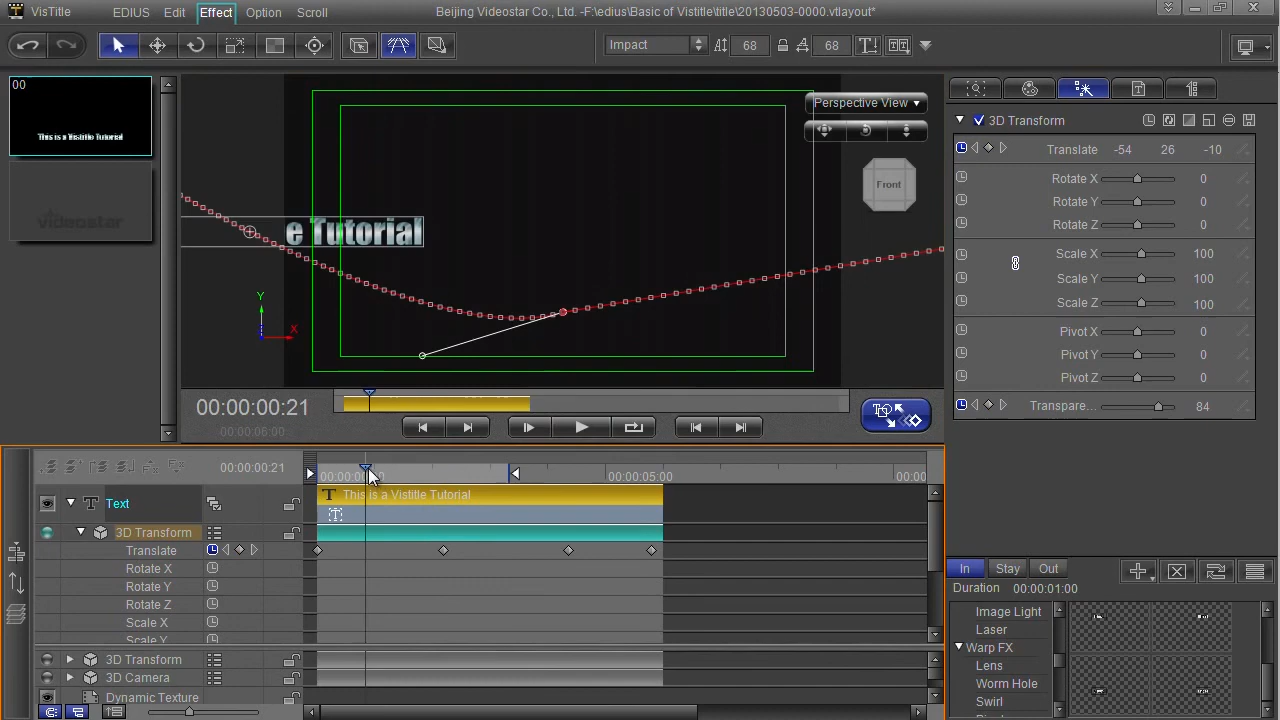 VisTitle
EDIUS
Edit
Effect
Option
Scroll
Beijing Videostar Co., Ltd. -F:\edius\Basic of Vistitle\title\20130503-0000.vtlayout*
Impact
68
68
00
This is a Vistitle Tutorial
videostar
Perspective View
Front
e Tutorial
Y
X
00:00:00:21
00:00:06:00
3D Transform
Translate -54 26 -10
Rotate X 0
Rotate Y 0
Rotate Z 0
Scale X 100
Scale Y 100
Scale Z 100
Pivot X 0
Pivot Y 0
Pivot Z 0
Transpare... 84
00:00:00:21
00:00:05:00
Text
This is a Vistitle Tutorial
T
3D Transform
Translate
Rotate X
Rotate Y
Rotate Z
Scale X
Scale Y
3D Transform
3D Camera
Dynamic Texture
In
Stay
Out
Duration 00:00:01:00
Image Light
Laser
Warp FX
Lens
Worm Hole
Swirl